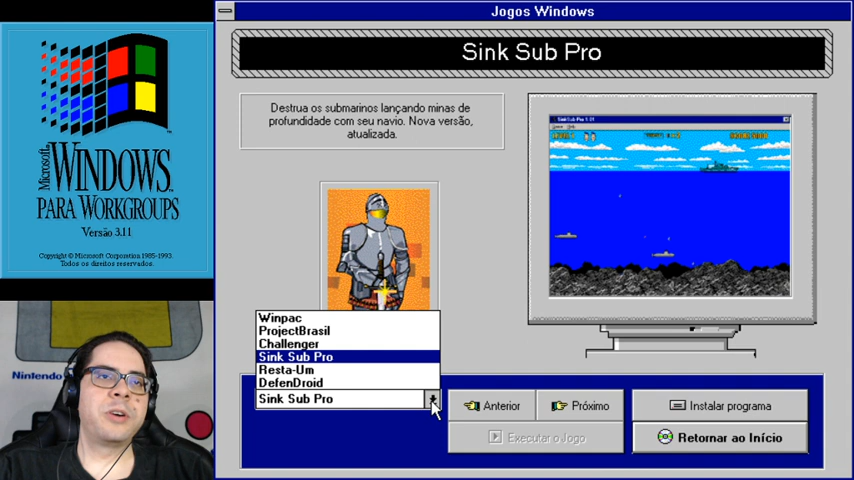 Jogos Windows
Sink Sub Pro
Microsoft
WINDOWS
PARA WORKGROUPS
Versão 3.11
Copyright © Microsoft Corporation 1985-1993.
Todos os direitos reservados.
Destrua os submarinos lançando minas de
profundidade com seu navio. Nova versão,
atualizada.
Winpac
ProjectBrasil
Challenger
Sink Sub Pro
Resta-Um
DefenDroid
Sink Sub Pro
Anterior
Próximo
Executar o Jogo
Instalar programa
Retornar ao Início
Nintendo